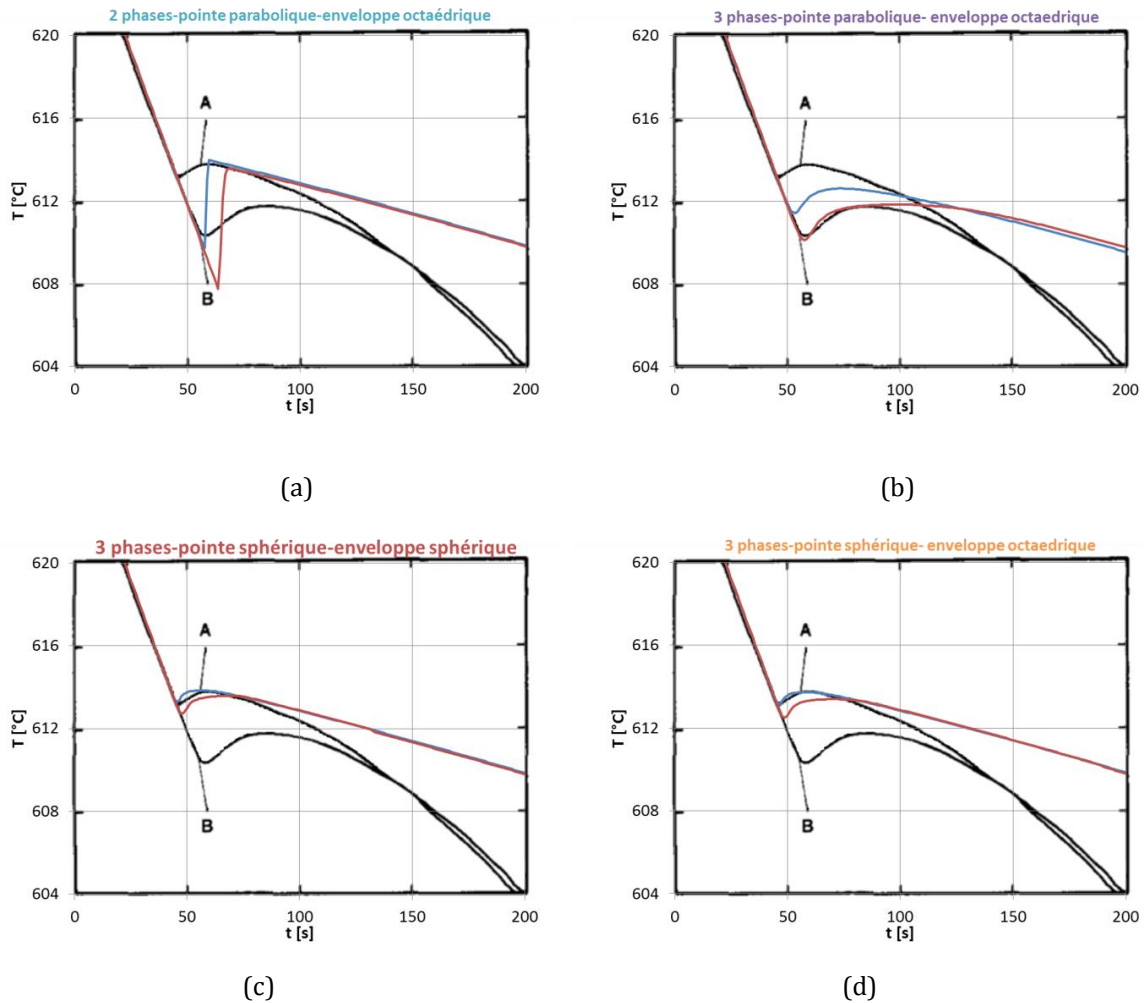 2 phases-pointe parabolique-enveloppe octaédrique
620
616
612
608
604
T [°C]
A
B
0 50 100 150 200
t [s]
(a)
3 phases-pointe parabolique- enveloppe octaedrique
620
616
612
608
604
T [°C]
A
B
0 50 100 150 200
t [s]
(b)
3 phases-pointe sphérique-enveloppe sphérique
620
616
612
608
604
T [°C]
A
B
0 50 100 150 200
t [s]
(c)
3 phases-pointe sphérique- enveloppe octaedrique
620
616
612
608
604
T [°C]
A
B
0 50 100 150 200
t [s]
(d)